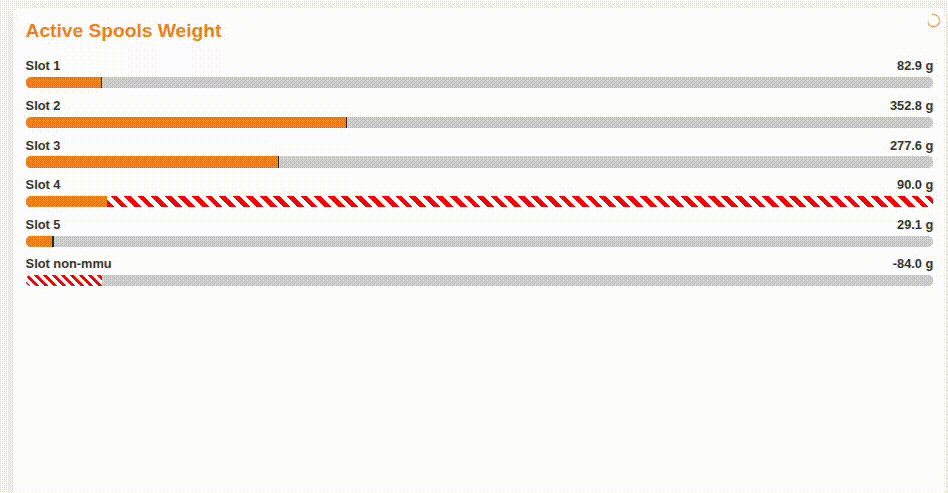 Active Spools Weight
Slot 1 82.9 g
Slot 2 352.8 g
Slot 3 277.6 g
Slot 4 90.0 g
Slot 5 29.1 g
Slot non-mmu -84.0 g